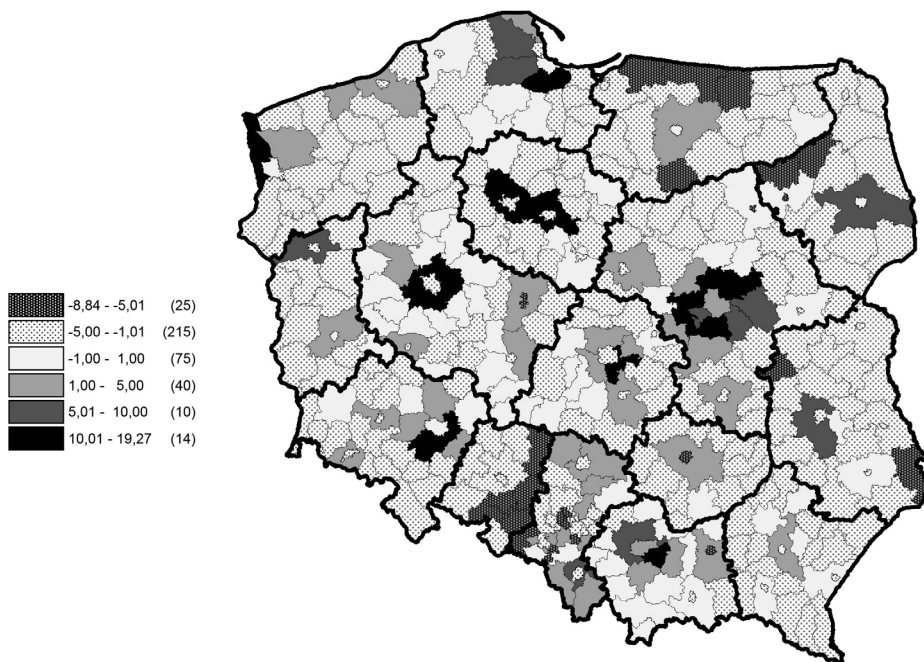 -8,84 - -5,01 (25)
-5,00 - -1,01 (215)
-1,00 - 1,00 (75)
1,00 - 5,00 (40)
5,01 - 10,00 (10)
10,01 - 19,27 (14)